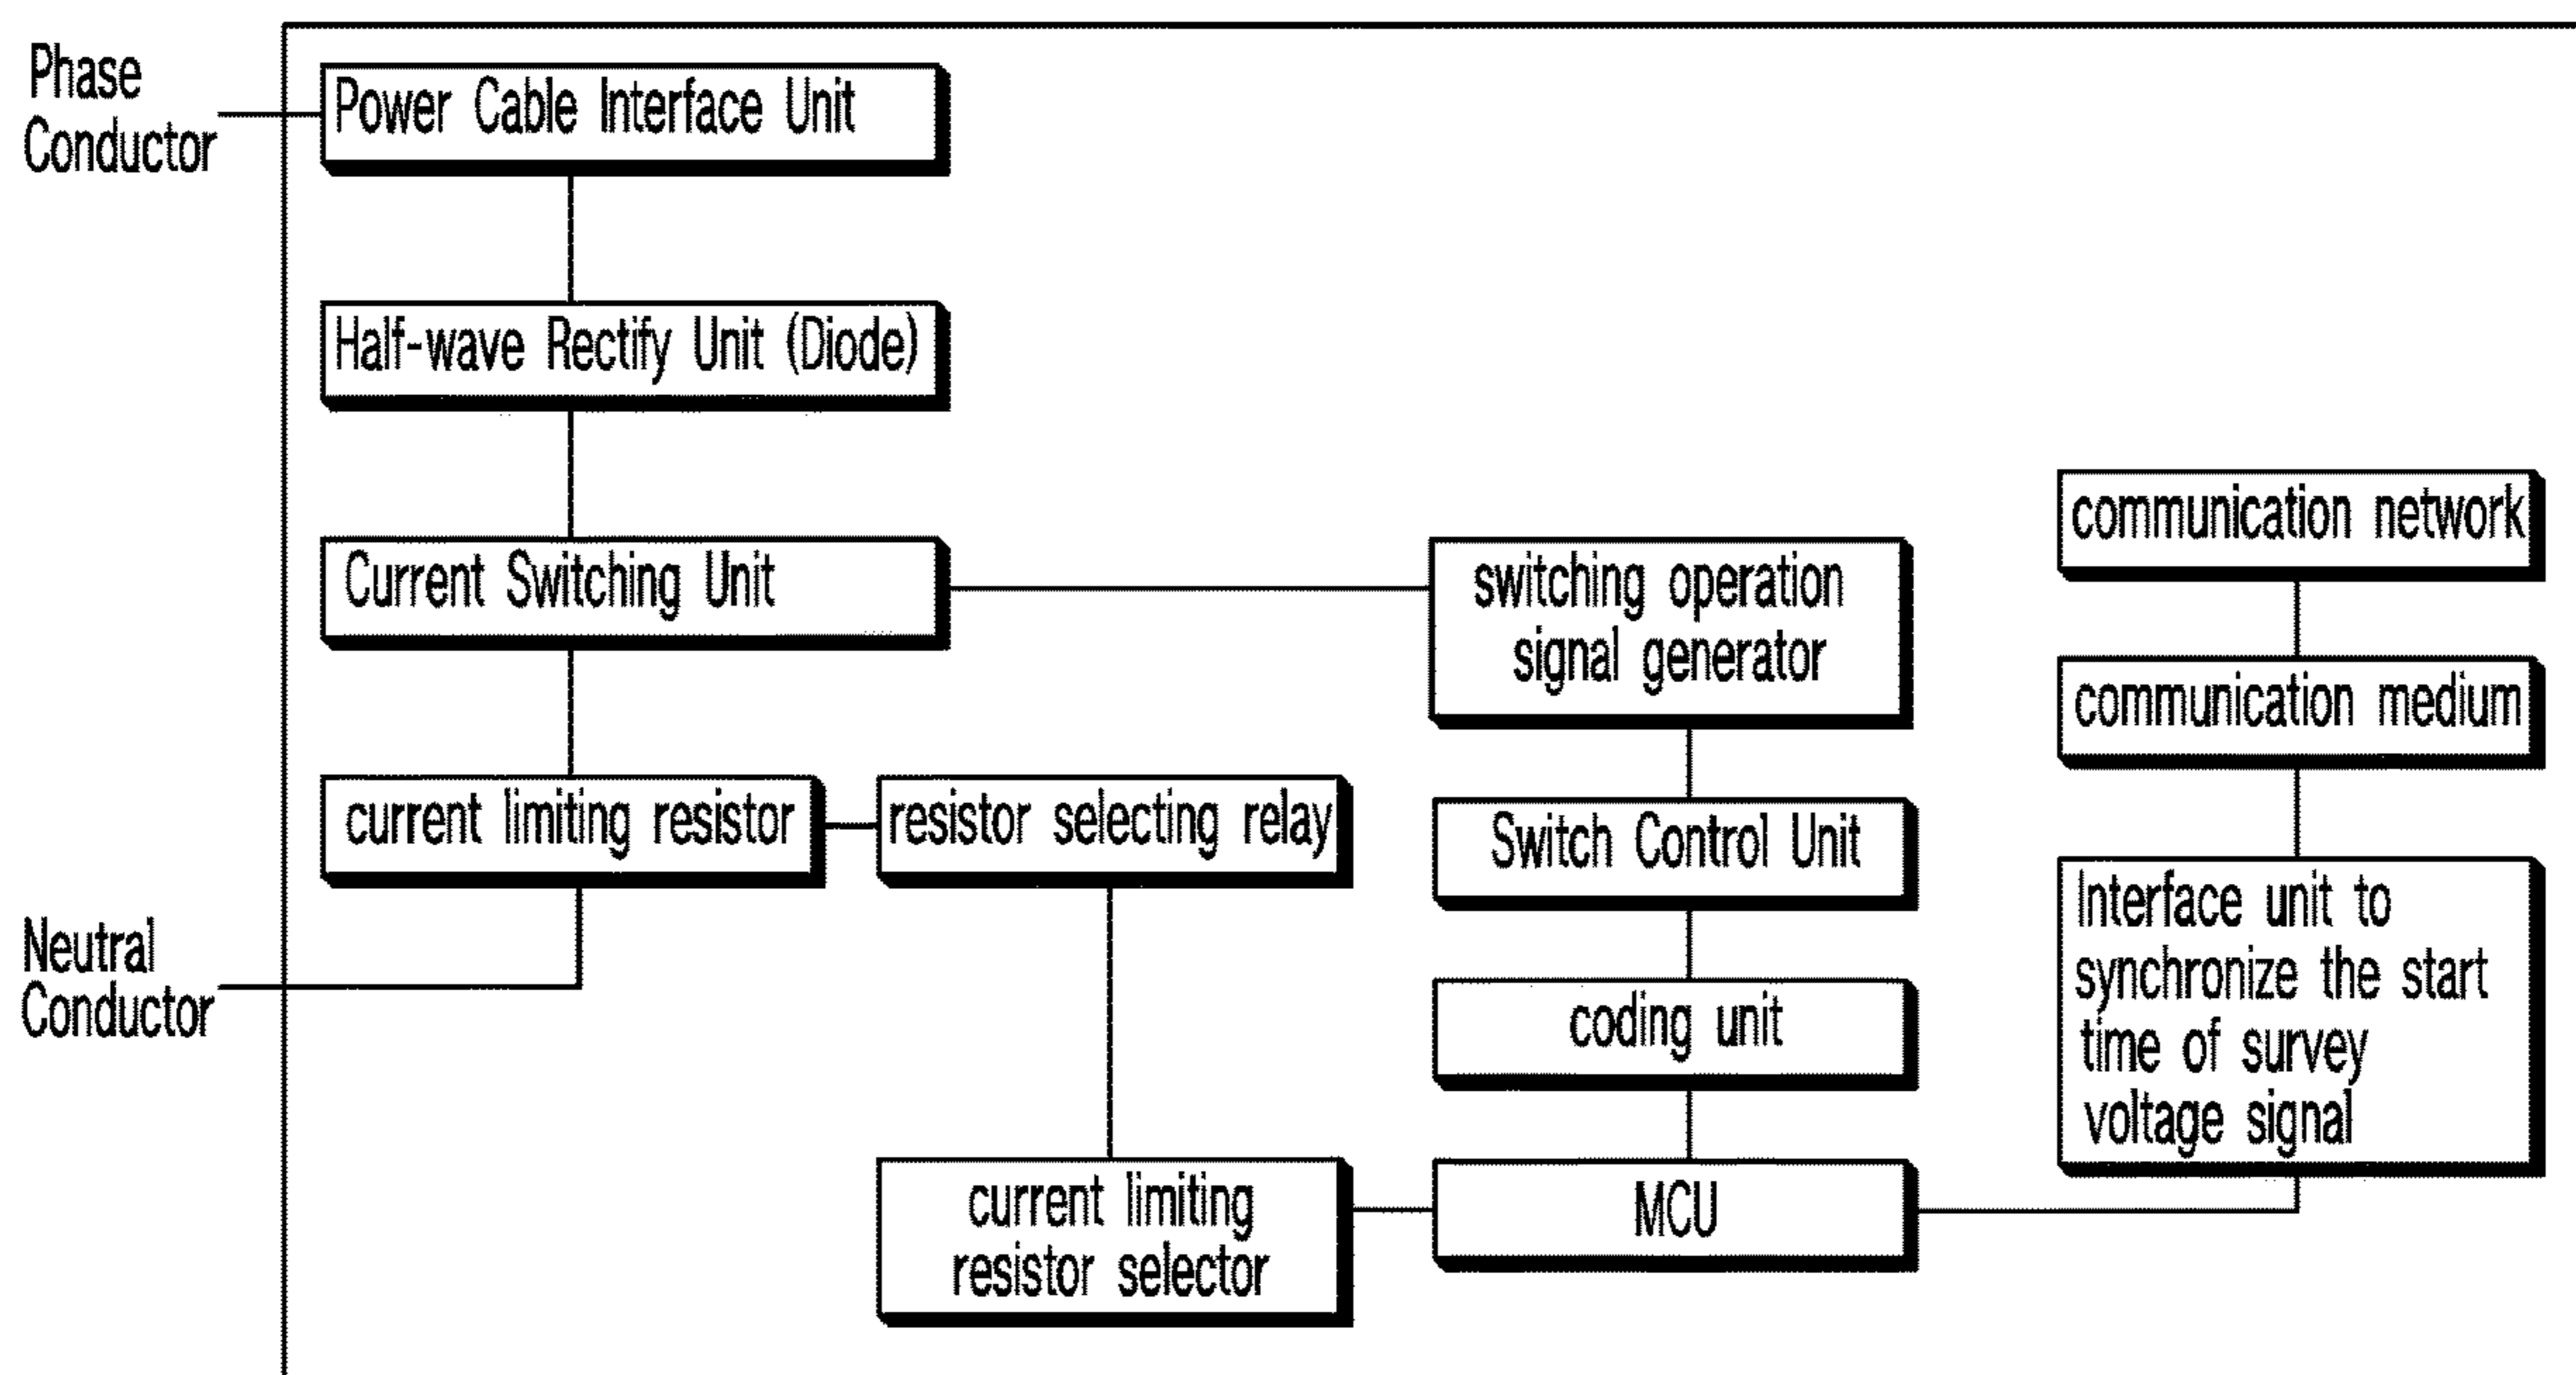 Phase
Conductor
Power Cable Interface Unit
Half-wave Rectify Unit (Diode)
Current Switching Unit
switching operation
signal generator
communication network
communication medium
current limiting resistor
resistor selecting relay
Switch Control Unit
Interface unit to
synchronize the start
time of survey
voltage signal
Neutral
Conductor
coding unit
current limiting
resistor selector
MCU